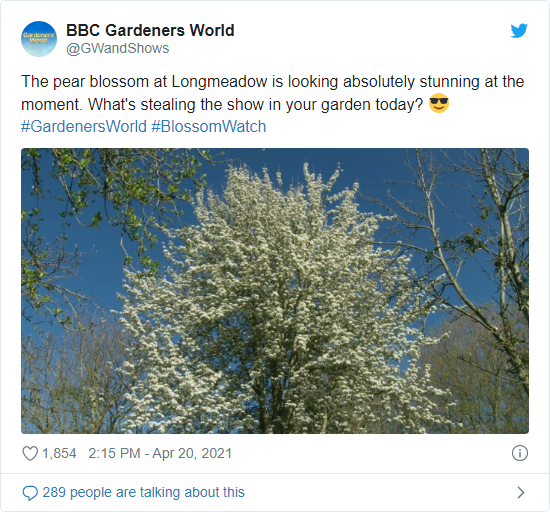 Gardeners' World
BBC Gardeners World
@GWandShows
The pear blossom at Longmeadow is looking absolutely stunning at the
moment. What's stealing the show in your garden today? 😎
#GardenersWorld #BlossomWatch
1,854 2:15 PM - Apr 20, 2021
289 people are talking about this